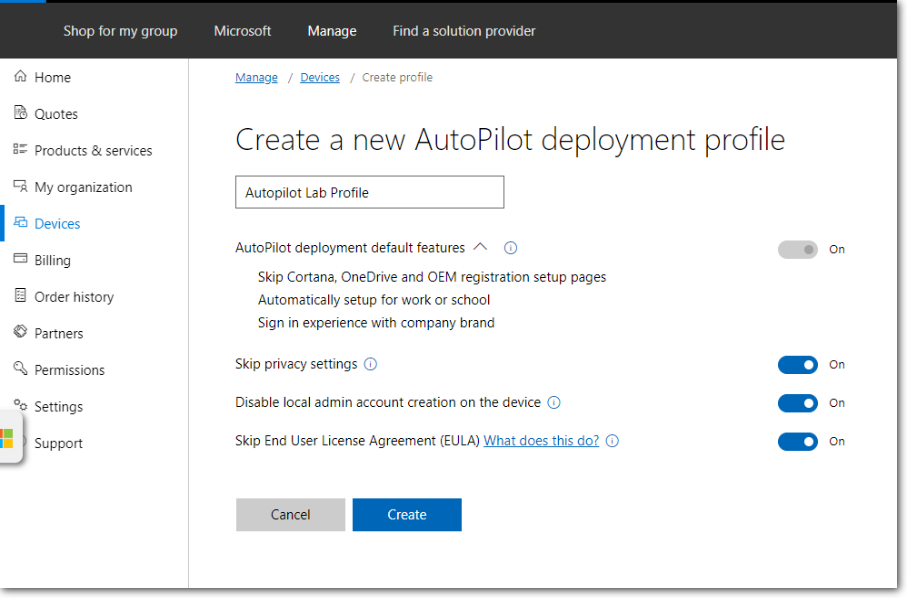 Shop for my group Microsoft Manage Find a solution provider
Home
Quotes
Products & services
My organization
Devices
Billing
Order history
Partners
Permissions
Settings
Support
Manage / Devices / Create profile
Create a new AutoPilot deployment profile
Autopilot Lab Profile
AutoPilot deployment default features On
Skip Cortana, OneDrive and OEM registration setup pages
Automatically setup for work or school
Sign in experience with company brand
Skip privacy settings On
Disable local admin account creation on the device On
Skip End User License Agreement (EULA) What does this do? On
Cancel Create